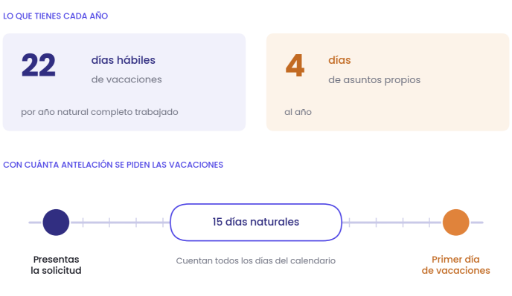 LO QUE TIENES CADA AÑO
22
días hábiles
de vacaciones
por año natural completo trabajado
4
días
de asuntos propios
al año
CON CUÁNTA ANTELACIÓN SE PIDEN LAS VACACIONES
15 días naturales
Presentas
la solicitud
Cuentan todos los días del calendario
Primer día
de vacaciones